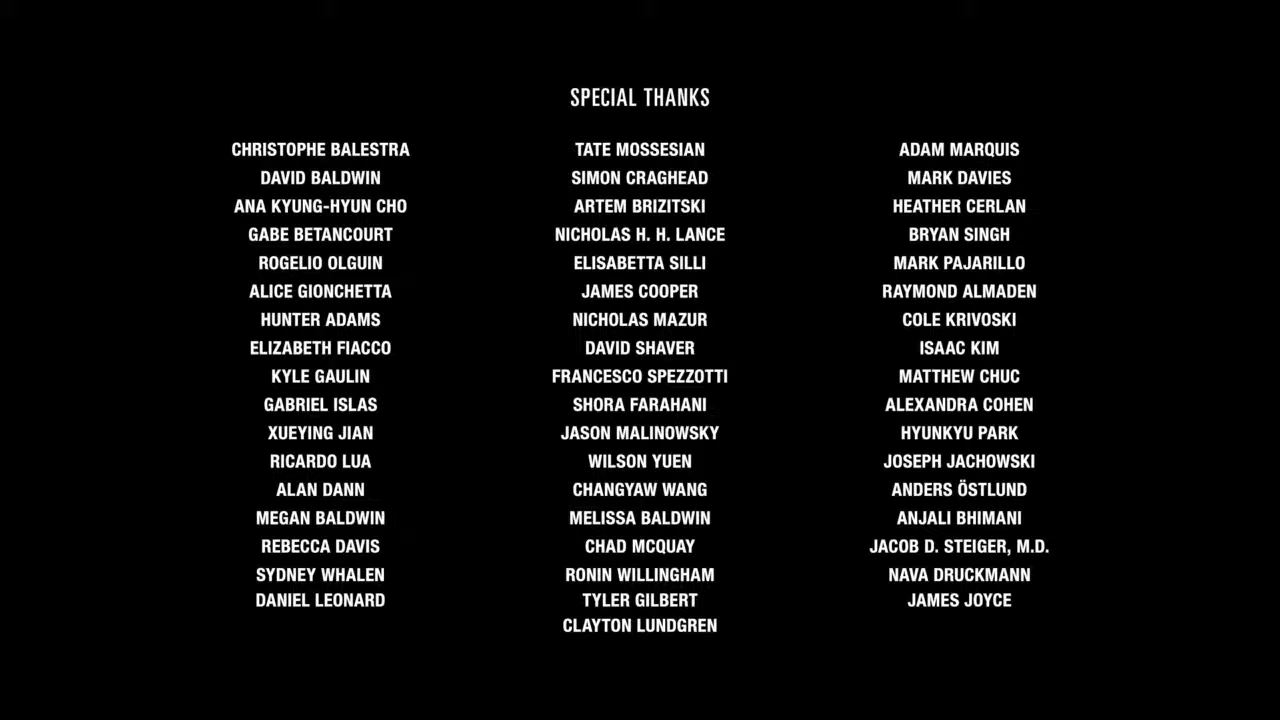 SPECIAL THANKS
CHRISTOPHE BALESTRA
DAVID BALDWIN
ANA KYUNG-HYUN CHO
GABE BETANCOURT
ROGELIO OLGUIN
ALICE GIONCHETTA
HUNTER ADAMS
ELIZABETH FIACCO
KYLE GAULIN
GABRIEL ISLAS
XUEYING JIAN
RICARDO LUA
ALAN DANN
MEGAN BALDWIN
REBECCA DAVIS
SYDNEY WHALEN
DANIEL LEONARD
TATE MOSSESIAN
SIMON CRAGHEAD
ARTEM BRIZITSKI
NICHOLAS H. H. LANCE
ELISABETTA SILLI
JAMES COOPER
NICHOLAS MAZUR
DAVID SHAVER
FRANCESCO SPEZZOTTI
SHORA FARAHANI
JASON MALINOWSKY
WILSON YUEN
CHANGYAW WANG
MELISSA BALDWIN
CHAD MCQUAY
RONIN WILLINGHAM
TYLER GILBERT
CLAYTON LUNDGREN
ADAM MARQUIS
MARK DAVIES
HEATHER CERLAN
BRYAN SINGH
MARK PAJARILLO
RAYMOND ALMADEN
COLE KRIVOSKI
ISAAC KIM
MATTHEW CHUC
ALEXANDRA COHEN
HYUNKYU PARK
JOSEPH JACHOWSKI
ANDERS ÖSTLUND
ANJALI BHIMANI
JACOB D. STEIGER, M.D.
NAVA DRUCKMANN
JAMES JOYCE